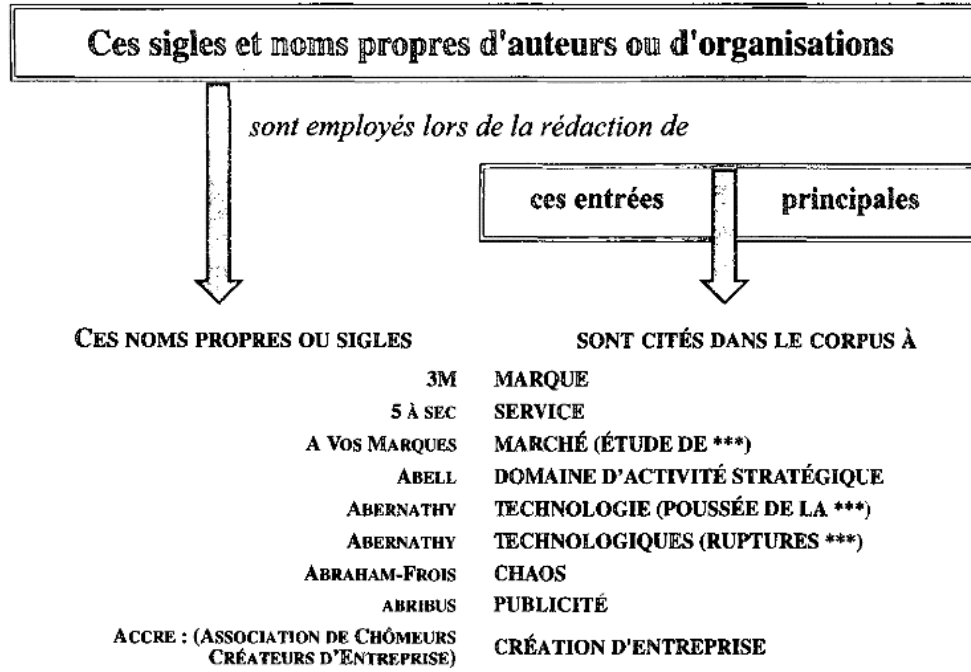 Ces sigles et noms propres d'auteurs ou d'organisations
sont employés lors de la rédaction de
ces entrées principales
CES NOMS PROPRES OU SIGLES SONT CITÉS DANS LE CORPUS À
3M MARQUE
5 À SEC SERVICE
A VOS MARQUES MARCHÉ (ÉTUDE DE ***)
ABELL DOMAINE D'ACTIVITÉ STRATÉGIQUE
ABERNATHY TECHNOLOGIE (POUSSÉE DE LA ***)
ABERNATHY TECHNOLOGIQUES (RUPTURES ***)
ABRAHAM-FROIS CHAOS
ABRIBUS PUBLICITÉ
ACCRE : (ASSOCIATION DE CHÔMEURS
CRÉATEURS D'ENTREPRISE) CRÉATION D'ENTREPRISE